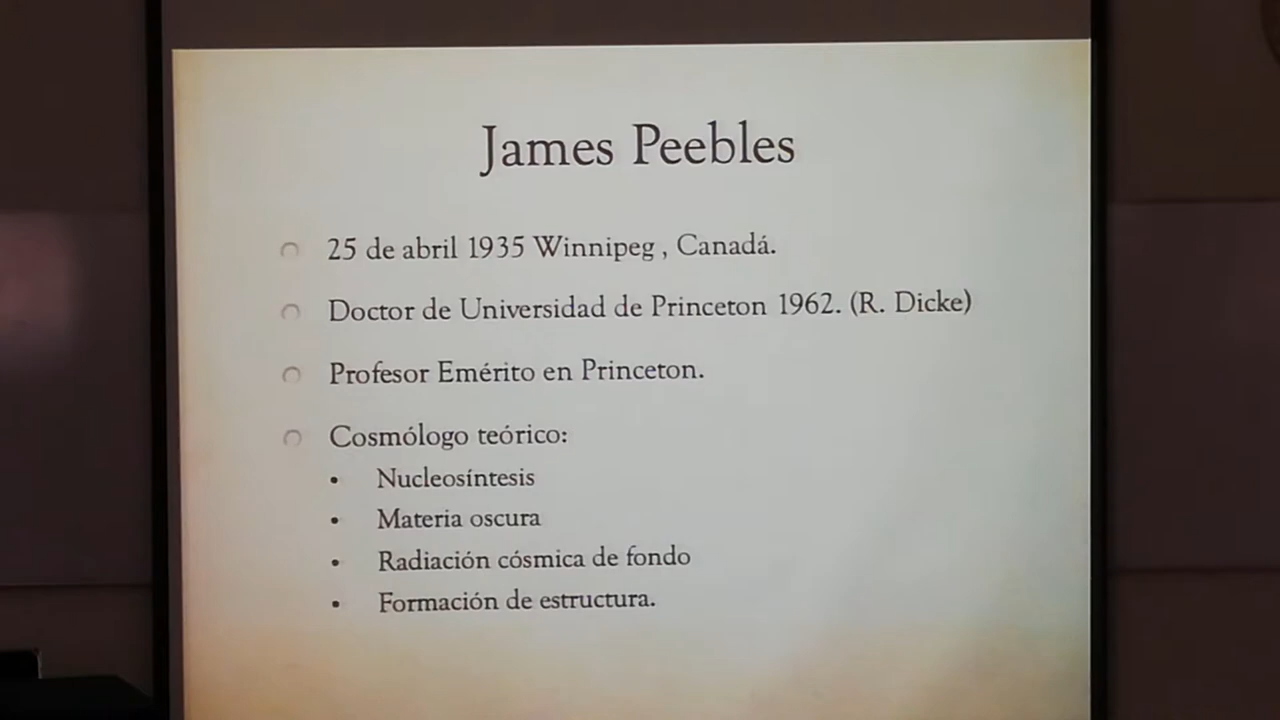 James Peebles
25 de abril 1935 Winnipeg , Canadá.
Doctor de Universidad de Princeton 1962. (R. Dicke)
Profesor Emérito en Princeton.
Cosmólogo teórico:
• Nucleosíntesis
• Materia oscura
• Radiación cósmica de fondo
• Formación de estructura.